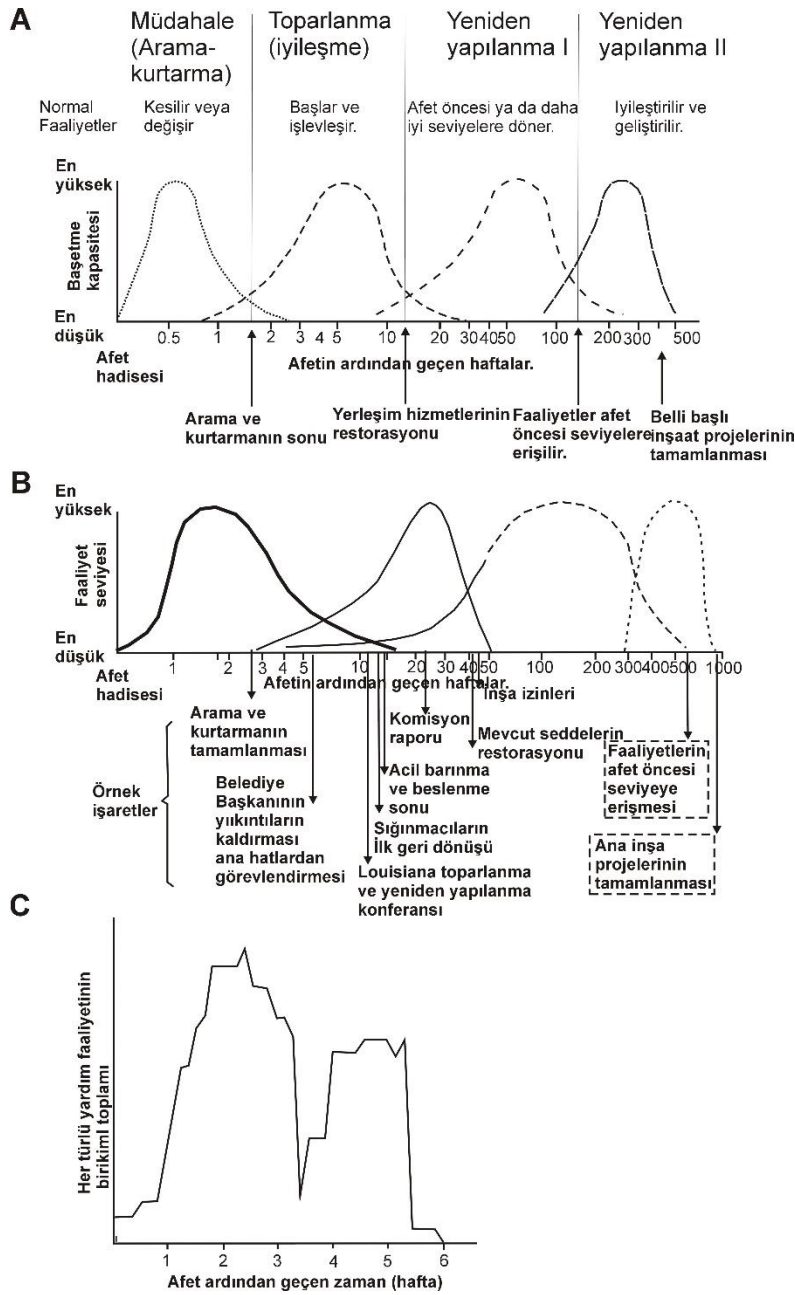 A
Müdahale
(Arama-
kurtarma)
Toparlanma
(iyileşme)
Yeniden
yapılanma I
Yeniden
yapılanma II
Normal
Faaliyetler
Kesilir veya
değişir
Başlar ve
işlevleşir.
Afet öncesi ya da daha
iyi seviyelere döner.
Iyileştirilir ve
geliştirilir.
En
yüksek
Başetme
kapasitesi
En
düşük
0.5 1 2 3 4 5 10 20 30 40 50 100 200 300 500
Afet
hadisesi
Afetin ardından geçen haftalar.
Arama ve
kurtarmanın sonu
Yerleşim hizmetlerinin
restorasyonu
Faaliyetler afet
öncesi seviyelere
erişilir.
Belli başlı
inşaat projelerinin
tamamlanması
B
En
yüksek
Faaliyet
seviyesi
En
düşük
1 2 3 4 5 10 20 30 40 50 100 200 300 400 500 1000
Afet
hadisesi
Afetin ardından geçen haftalar.
İnşa izinleri
Arama ve
kurtarmanın
tamamlanması
Komisyon
raporu
Mevcut seddelerin
restorasyonu
Faaliyetlerin
afet öncesi
seviyeye
erişmesi
Örnek
işaretler
Acil barınma
ve beslenme
sonu
Belediye
Başkanının
yıikıntıların
kaldırması
ana hatlardan
görevlendirmesi
Sığınmacıların
İlk geri dönüşü
Ana inşa
projelerinin
tamamlanması
Louisiana toparlanma
ve yeniden yapılanma
konferansı
C
Her türlü yardım faaliyetinin
birikiml toplamı
1 2 3 4 5 6
Afet ardından geçen zaman (hafta)